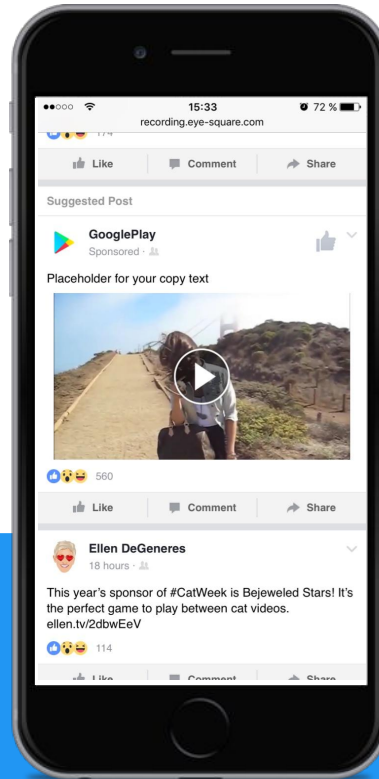 15:33
72 %
recording.eye-square.com
174
Like Comment Share
Suggested Post
GooglePlay
Sponsored ·
Placeholder for your copy text
560
Like Comment Share
Ellen DeGeneres
18 hours ·
This year's sponsor of #CatWeek is Bejeweled Stars! It's
the perfect game to play between cat videos.
ellen.tv/2dbwEeV
114
Like Comment Share